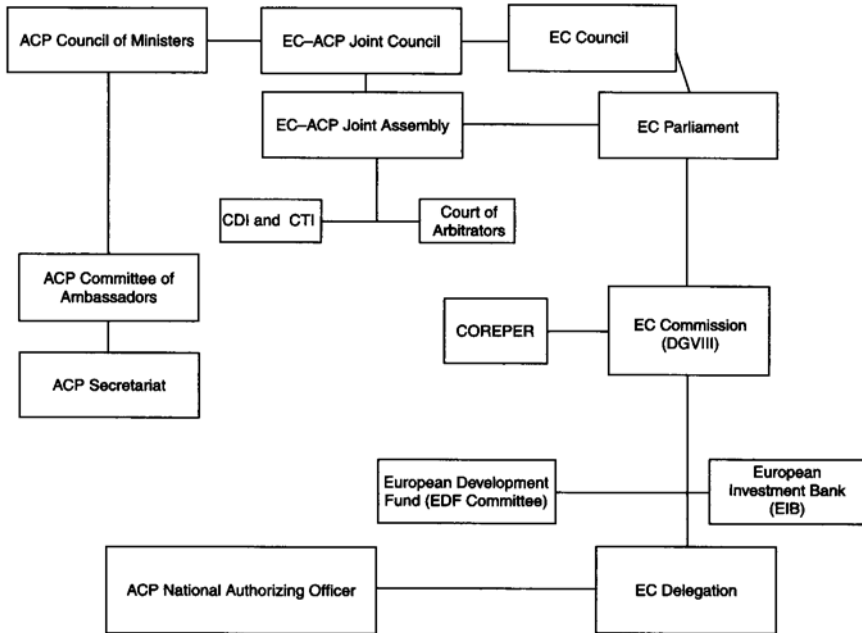 ACP Council of Ministers
EC–ACP Joint Council
EC Council
EC–ACP Joint Assembly
EC Parliament
CDI and CTI
Court of
Arbitrators
ACP Committee of
Ambassadors
COREPER
EC Commission
(DGVIII)
ACP Secretariat
European Development
Fund (EDF Committee)
European
Investment Bank
(EIB)
ACP National Authorizing Officer
EC Delegation